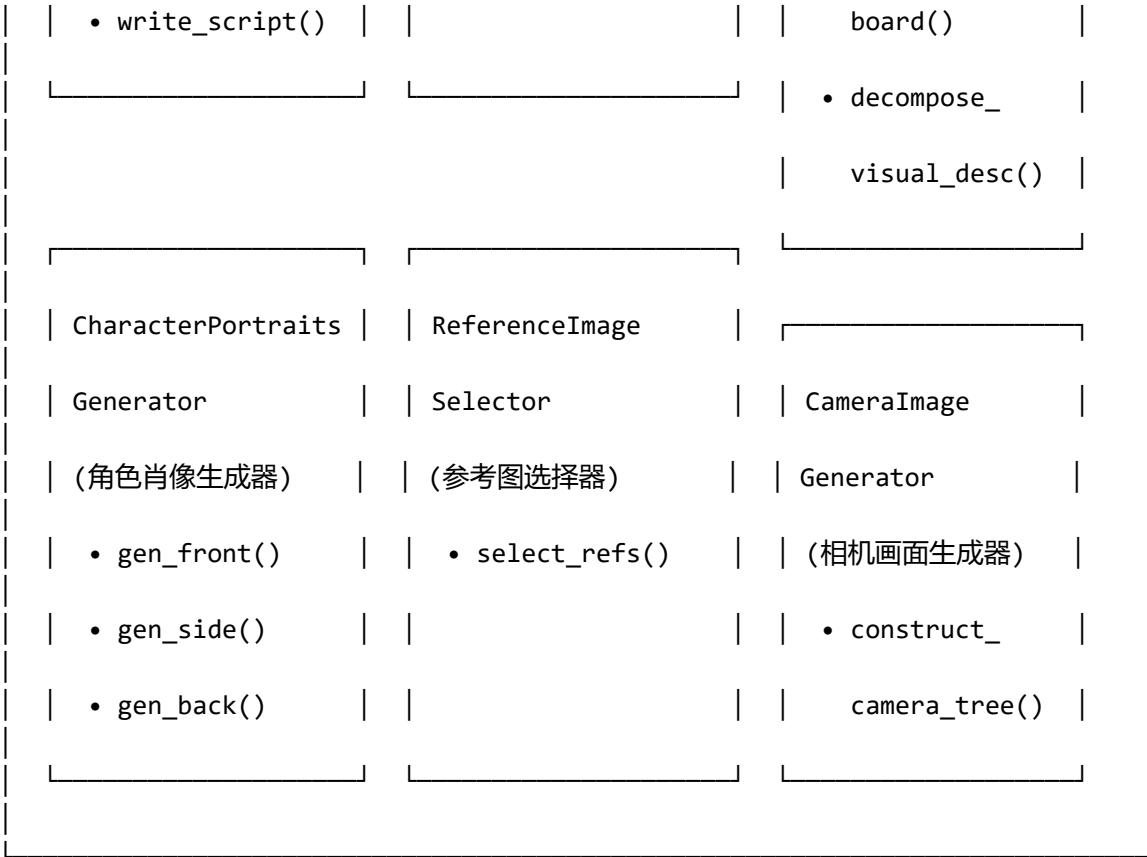 • write_script()
board()
• decompose_
visual_desc()
CharacterPortraits
ReferenceImage
Generator
Selector
CameraImage
(角色肖像生成器)
(参考图选择器)
Generator
• gen_front()
• select_refs()
(相机画面生成器)
• gen_side()
• construct_
• gen_back()
camera_tree()